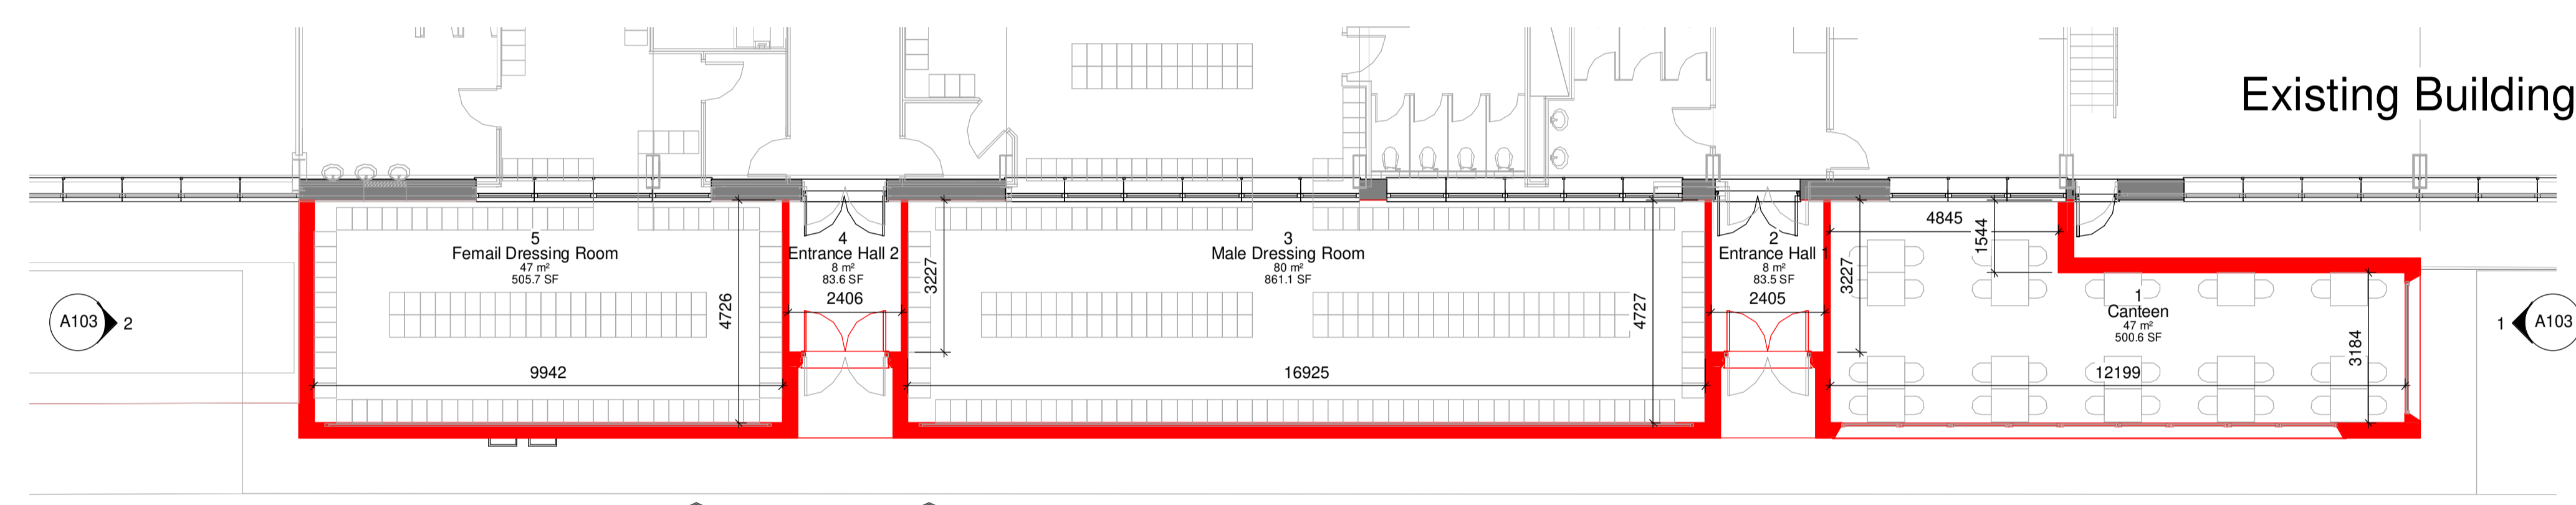 Existing Building
A103
2
5
Femail Dressing Room
47 m²
505.7 SF
9942
4726
4
Entrance Hall 2
8 m²
83.6 SF
2406
3227
3
Male Dressing Room
80 m²
861.1 SF
16925
4727
2
Entrance Hall 1
8 m²
83.5 SF
2405
3227
4845
1544
1
Canteen
47 m²
500.6 SF
12199
3184
1
A103